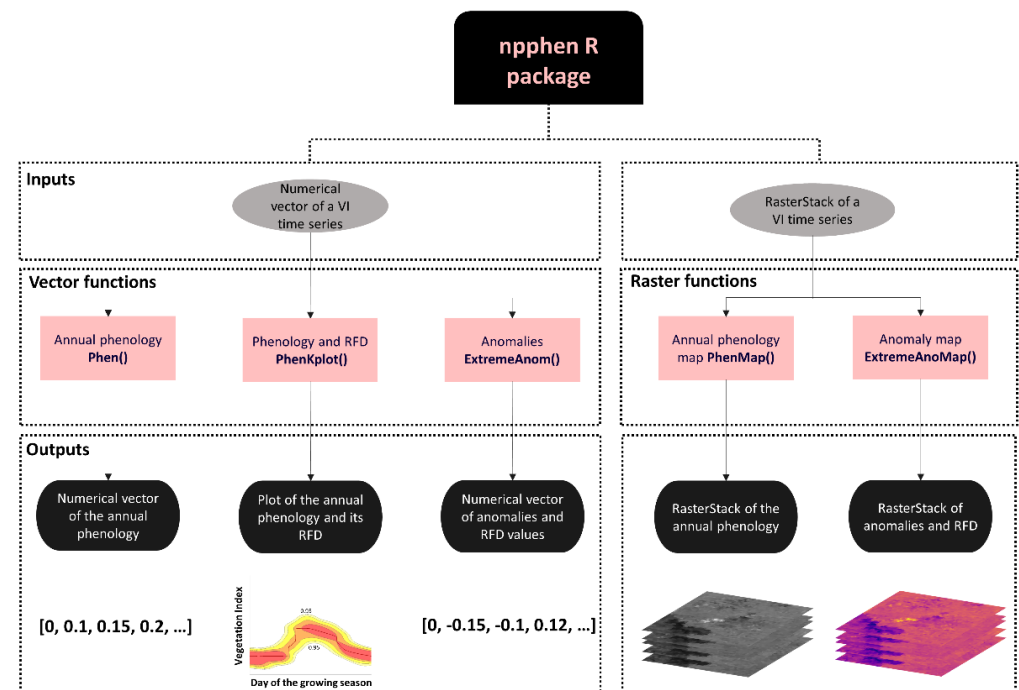 npphen R
package
Inputs
Numerical
vector of a VI
time series
RasterStack of a
VI time series
Vector functions
Annual phenology
Phen()
Phenology and RFD
PhenKplot()
Anomalies
ExtremeAnom()
Raster functions
Annual phenology
map PhenMap()
Anomaly map
ExtremeAnoMap()
Outputs
Numerical vector
of the annual
phenology
Plot of the annual
phenology and its
RFD
Numerical vector
of anomalies and
RFD values
RasterStack of the
annual phenology
RasterStack of
anomalies and RFD
[0, 0.1, 0.15, 0.2, ...]
Vegetation Index
0.95
0.95
Day of the growing season
[0, -0.15, -0.1, 0.12, ...]